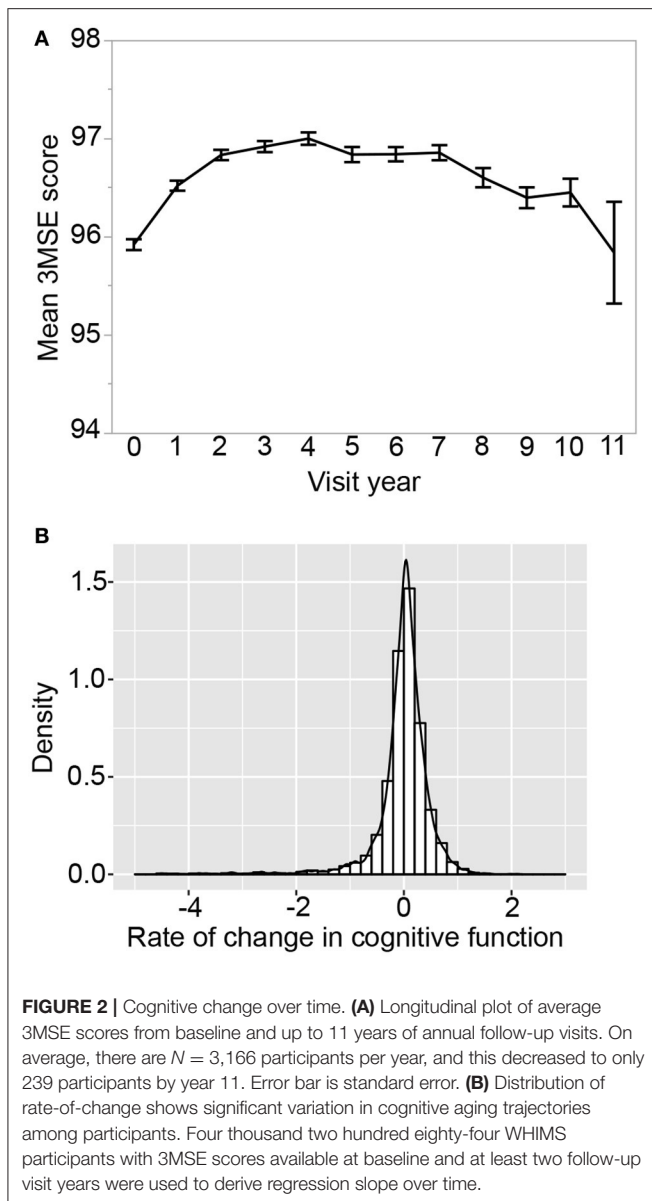 A
98
97
96
95
94
Mean 3MSE score
0 1 2 3 4 5 6 7 8 9 10 11
Visit year
B
1.5
1.0
0.5
0.0
Density
-4 -2 0 2
Rate of change in cognitive function
FIGURE 2 | Cognitive change over time. (A) Longitudinal plot of average
3MSE scores from baseline and up to 11 years of annual follow-up visits. On
average, there are N = 3,166 participants per year, and this decreased to only
239 participants by year 11. Error bar is standard error. (B) Distribution of
rate-of-change shows significant variation in cognitive aging trajectories
among participants. Four thousand two hundred eighty-four WHIMS
participants with 3MSE scores available at baseline and at least two follow-up
visit years were used to derive regression slope over time.